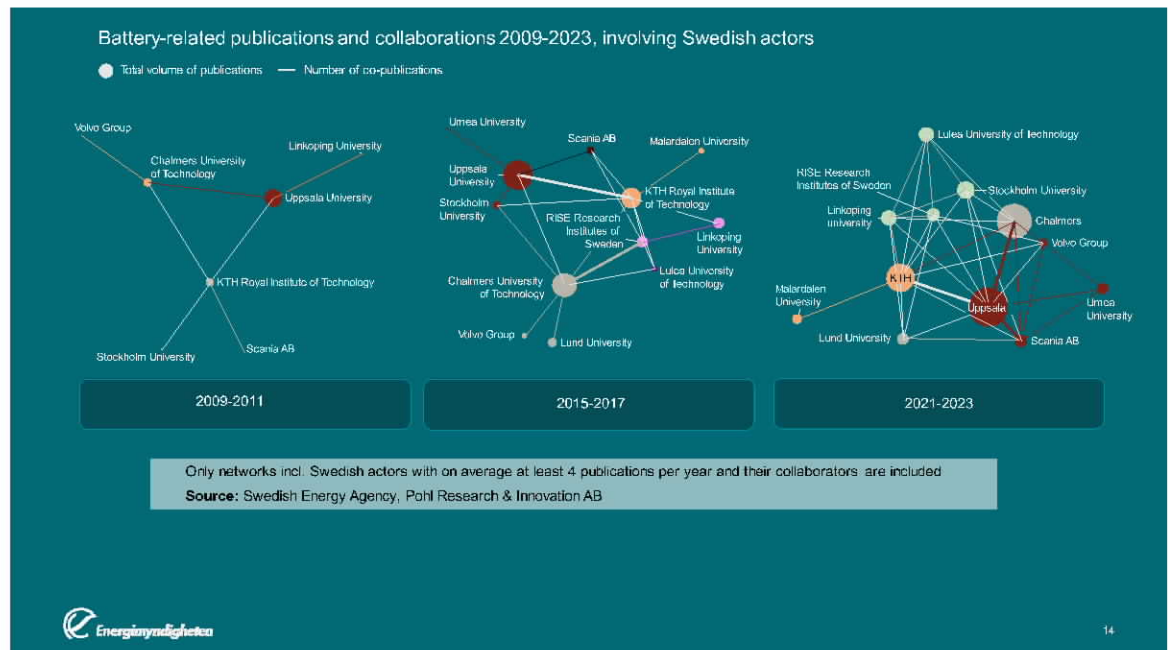 Battery-related publications and collaborations 2009-2023, involving Swedish actors
Total volume of publications
Number of co-publications
Volvo Group
Chalmers University
of Technology
Linkoping University
Uppsala University
KTH Royal Institute of Technology
Stockholm University
Scania AB
2009-2011
Umea University
Scania AB
Malardalen University
Uppsala
University
KTH Royal Institute
of Technology
Stockholm
University
RISE Research
Institutes of
Sweden
Linkoping
University
Lulea University
of Technology
Chalmers University
of Technology
Volvo Group
Lund University
2015-2017
Lulea University of Technology
RISE Research
Institutes of Sweden
Stockholm University
Linkoping
university
Chalmers
Volvo Group
KTH
Malardalen
University
Uppsala
Umea
University
Lund University
Scania AB
2021-2023
Only networks incl. Swedish actors with on average at least 4 publications per year and their collaborators are included
Source: Swedish Energy Agency, Pohl Research & Innovation AB
Energimyndigheten
14